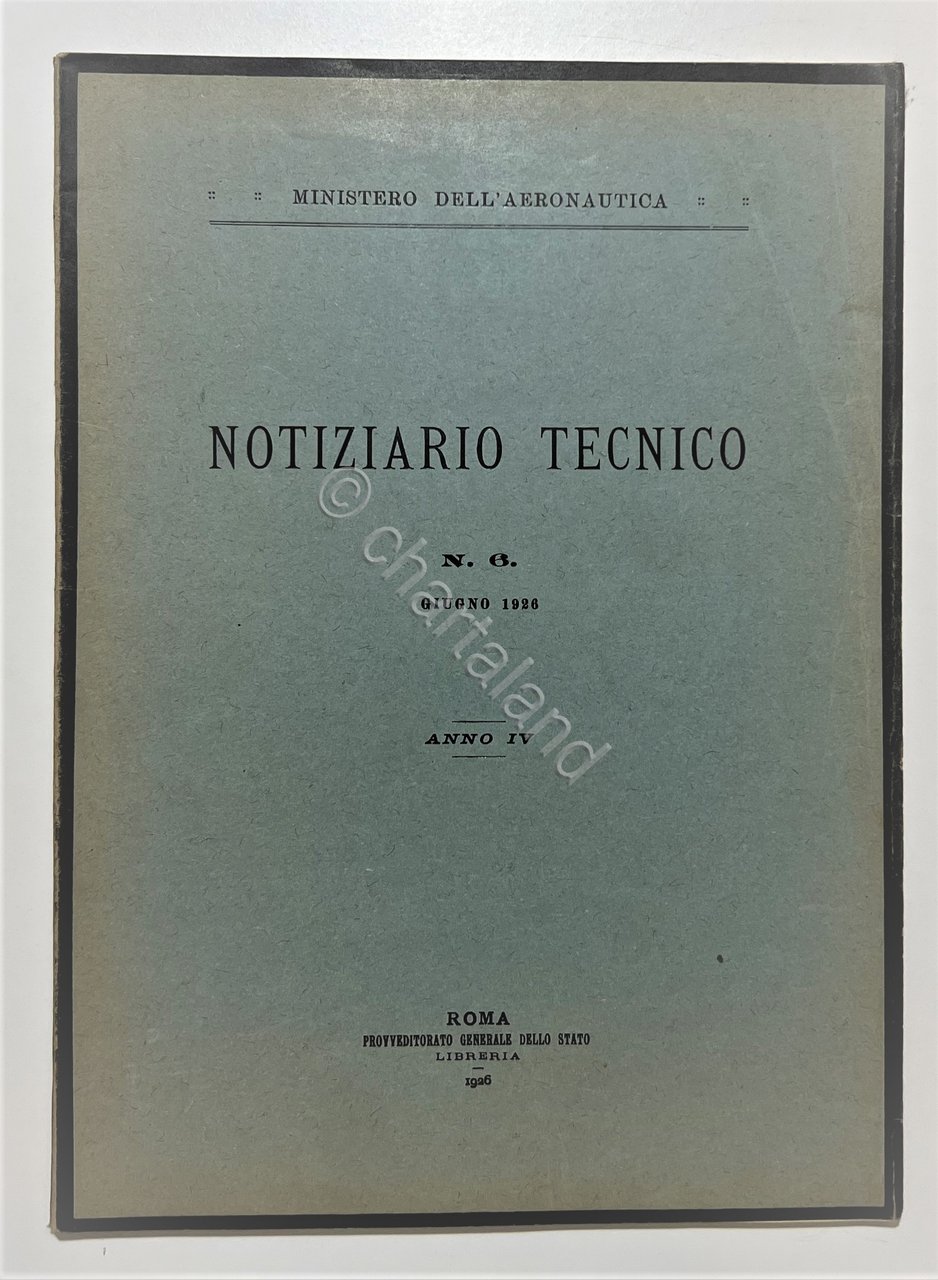 :: :: MINISTERO DELL'AERONAUTICA :: ::
NOTIZIARIO TECNICO
N. 6.
GIUGNO 1926
ANNO IV
ROMA
PROVVEDITORATO GENERALE DELLO STATO
LIBRERIA
1926
© chartaland